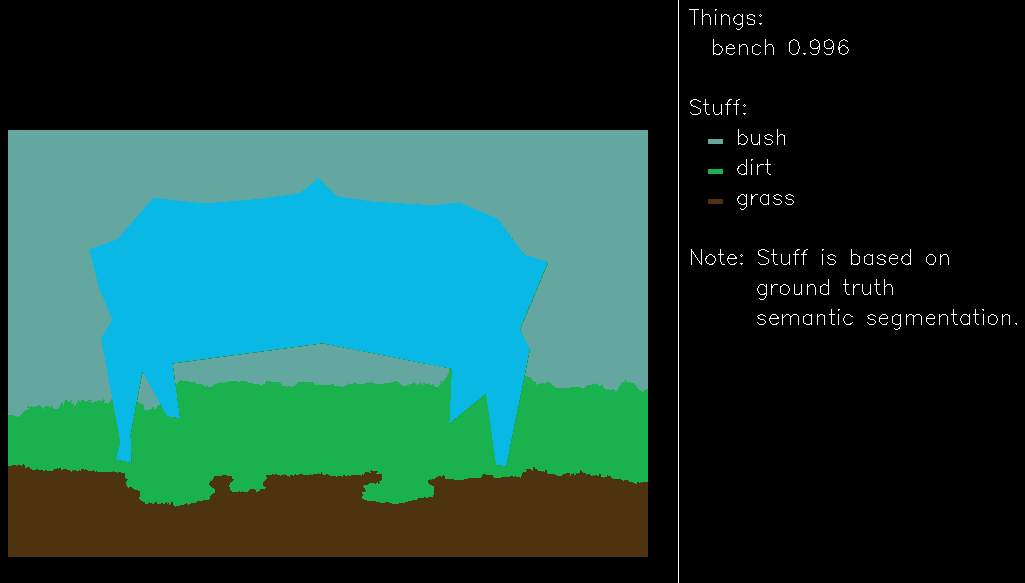 Things:
bench 0.996
Stuff:
bush
dirt
grass
Note: Stuff is based on
ground truth
semantic segmentation.